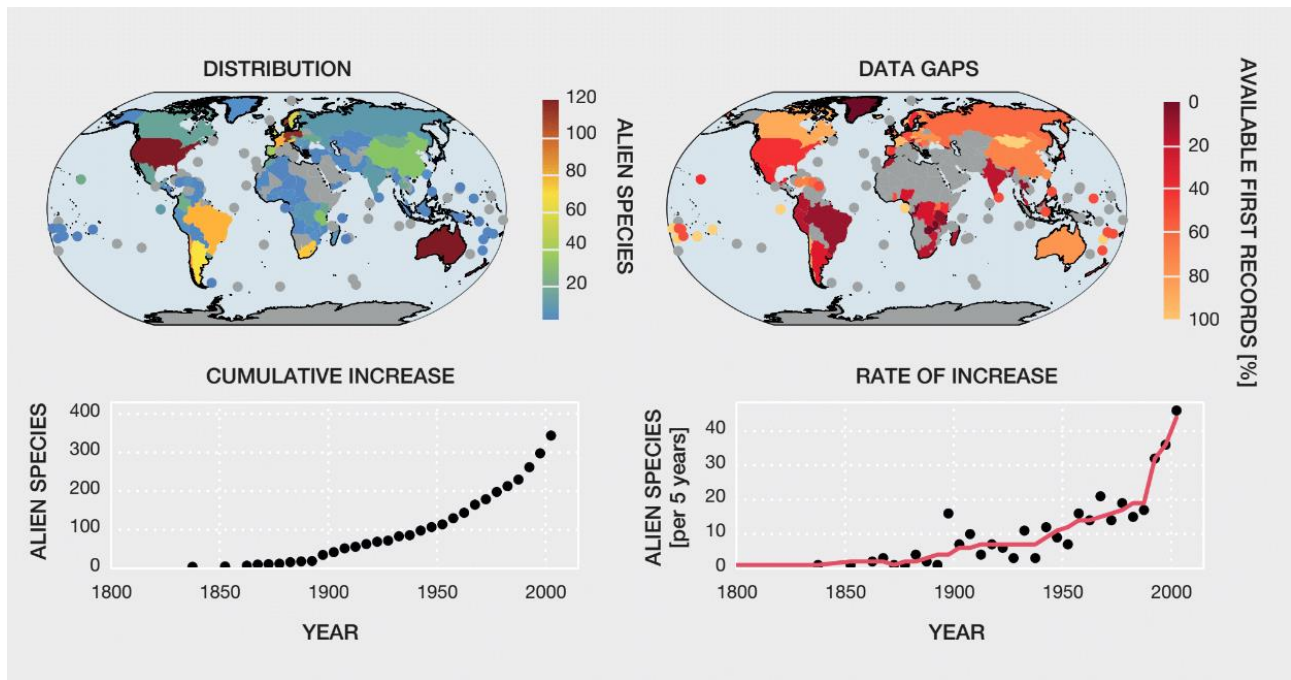 DISTRIBUTION
120
100
80
60
40
20
ALIEN SPECIES
DATA GAPS
0
20
40
60
80
100
AVAILABLE FIRST RECORDS [%]
CUMULATIVE INCREASE
ALIEN SPECIES
400
300
200
100
0
1800
1850
1900
1950
2000
YEAR
RATE OF INCREASE
ALIEN SPECIES
[per 5 years]
40
30
20
10
0
1800
1850
1900
1950
2000
YEAR